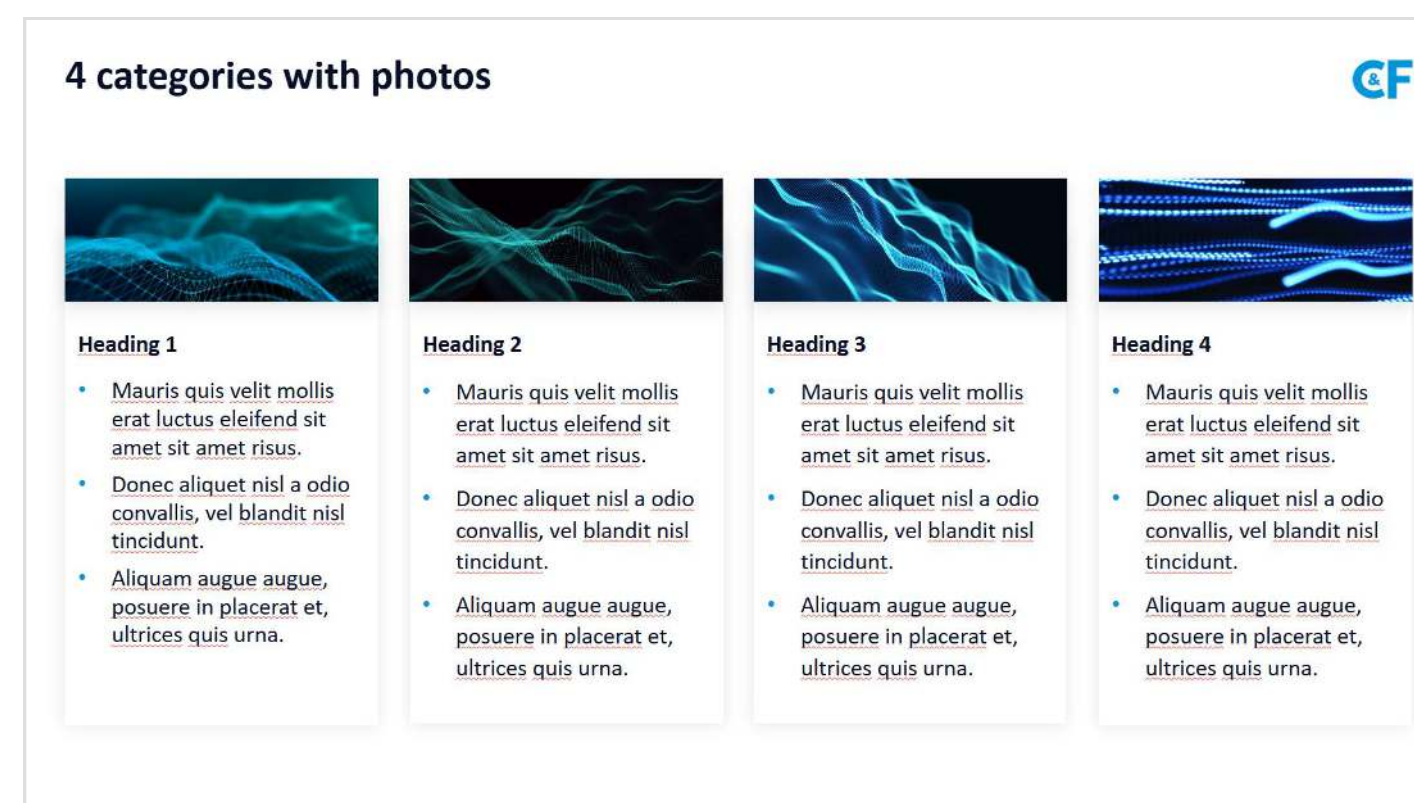 4 categories with photos
C&F
Heading 1
• Mauris quis velit mollis
erat luctus eleifend sit
amet sit amet risus.
• Donec aliquet nisl a odio
convallis, vel blandit nisl
tincidunt.
• Aliquam augue augue,
posuere in placerat et,
ultrices quis urna.
Heading 2
• Mauris quis velit mollis
erat luctus eleifend sit
amet sit amet risus.
• Donec aliquet nisl a odio
convallis, vel blandit nisl
tincidunt.
• Aliquam augue augue,
posuere in placerat et,
ultrices quis urna.
Heading 3
• Mauris quis velit mollis
erat luctus eleifend sit
amet sit amet risus.
• Donec aliquet nisl a odio
convallis, vel blandit nisl
tincidunt.
• Aliquam augue augue,
posuere in placerat et,
ultrices quis urna.
Heading 4
• Mauris quis velit mollis
erat luctus eleifend sit
amet sit amet risus.
• Donec aliquet nisl a odio
convallis, vel blandit nisl
tincidunt.
• Aliquam augue augue,
posuere in placerat et,
ultrices quis urna.